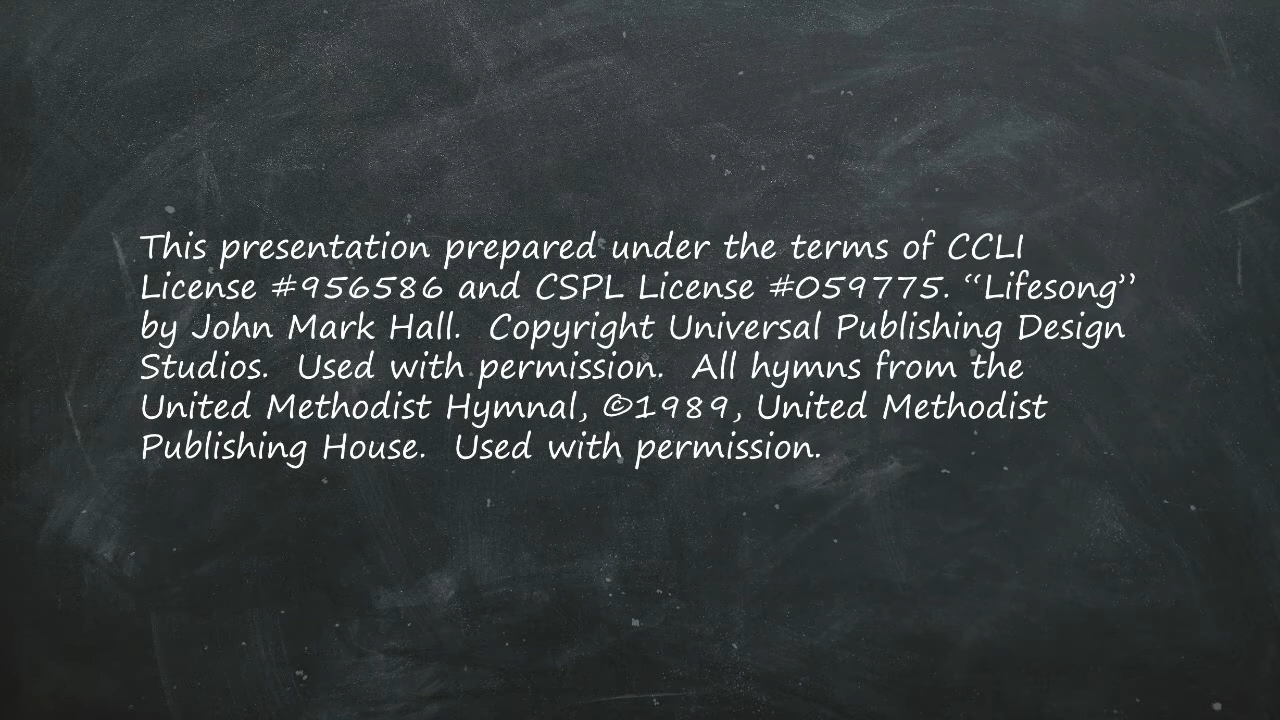 This presentation prepared under the terms of CCLI
License #956586 and CSPL License #059775. “Lifesong”
by John Mark Hall.  Copyright Universal Publishing Design
Studios.  Used with permission.  All hymns from the
United Methodist Hymnal, ©1989, United Methodist
Publishing House.  Used with permission.